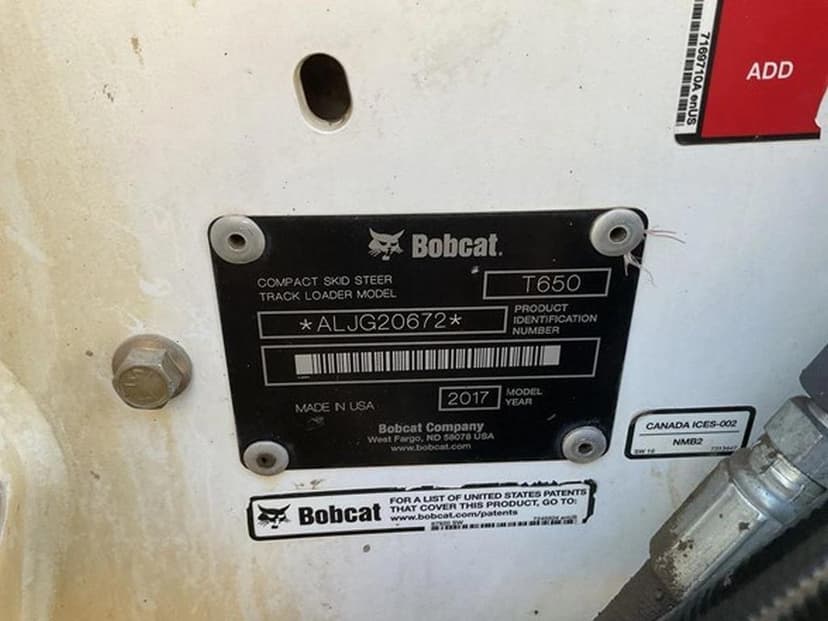 7169710A enUS
ADD
Bobcat.
COMPACT SKID STEER
TRACK LOADER MODEL
T650
*ALJG20672*
PRODUCT
IDENTIFICATION
NUMBER
MADE IN USA
2017
MODEL
YEAR
Bobcat Company
West Fargo, ND 58078 USA
www.bobcat.com
CANADA ICES-002
NMB2
SW 16
Bobcat
FOR A LIST OF UNITED STATES PATENTS
THAT COVER THIS PRODUCT, GO TO:
www.bobcat.com/patents